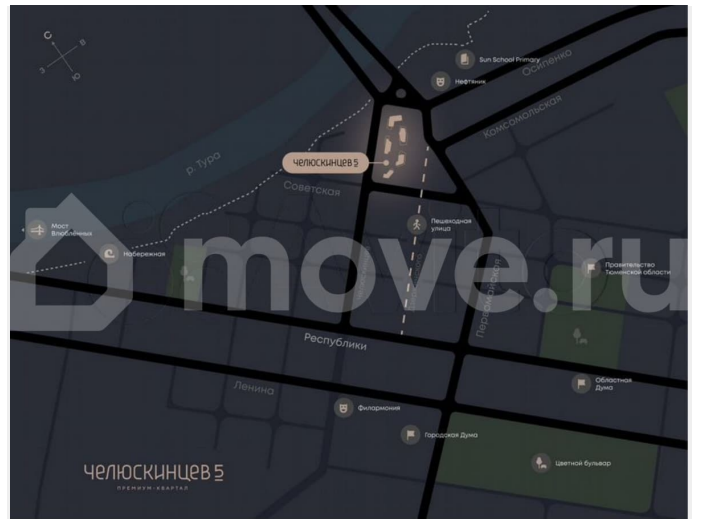 С
В
З
Ю
Sun School Primary
Осипенко
Нефтяник
Комсомольская
р. Тура
ЧЕЛЮСКИНЦЕВ 5
Советская
Мост
Влюблённых
Набережная
Пешеходная
улица
Правительство
Тюменской области
move.ru
Первомайская
Республики
Областная
Дума
Ленина
Филармония
Городская Дума
Цветной бульвар
ЧЕЛЮСКИНЦЕВ 5
ПРЕМИУМ-КВАРТАЛ